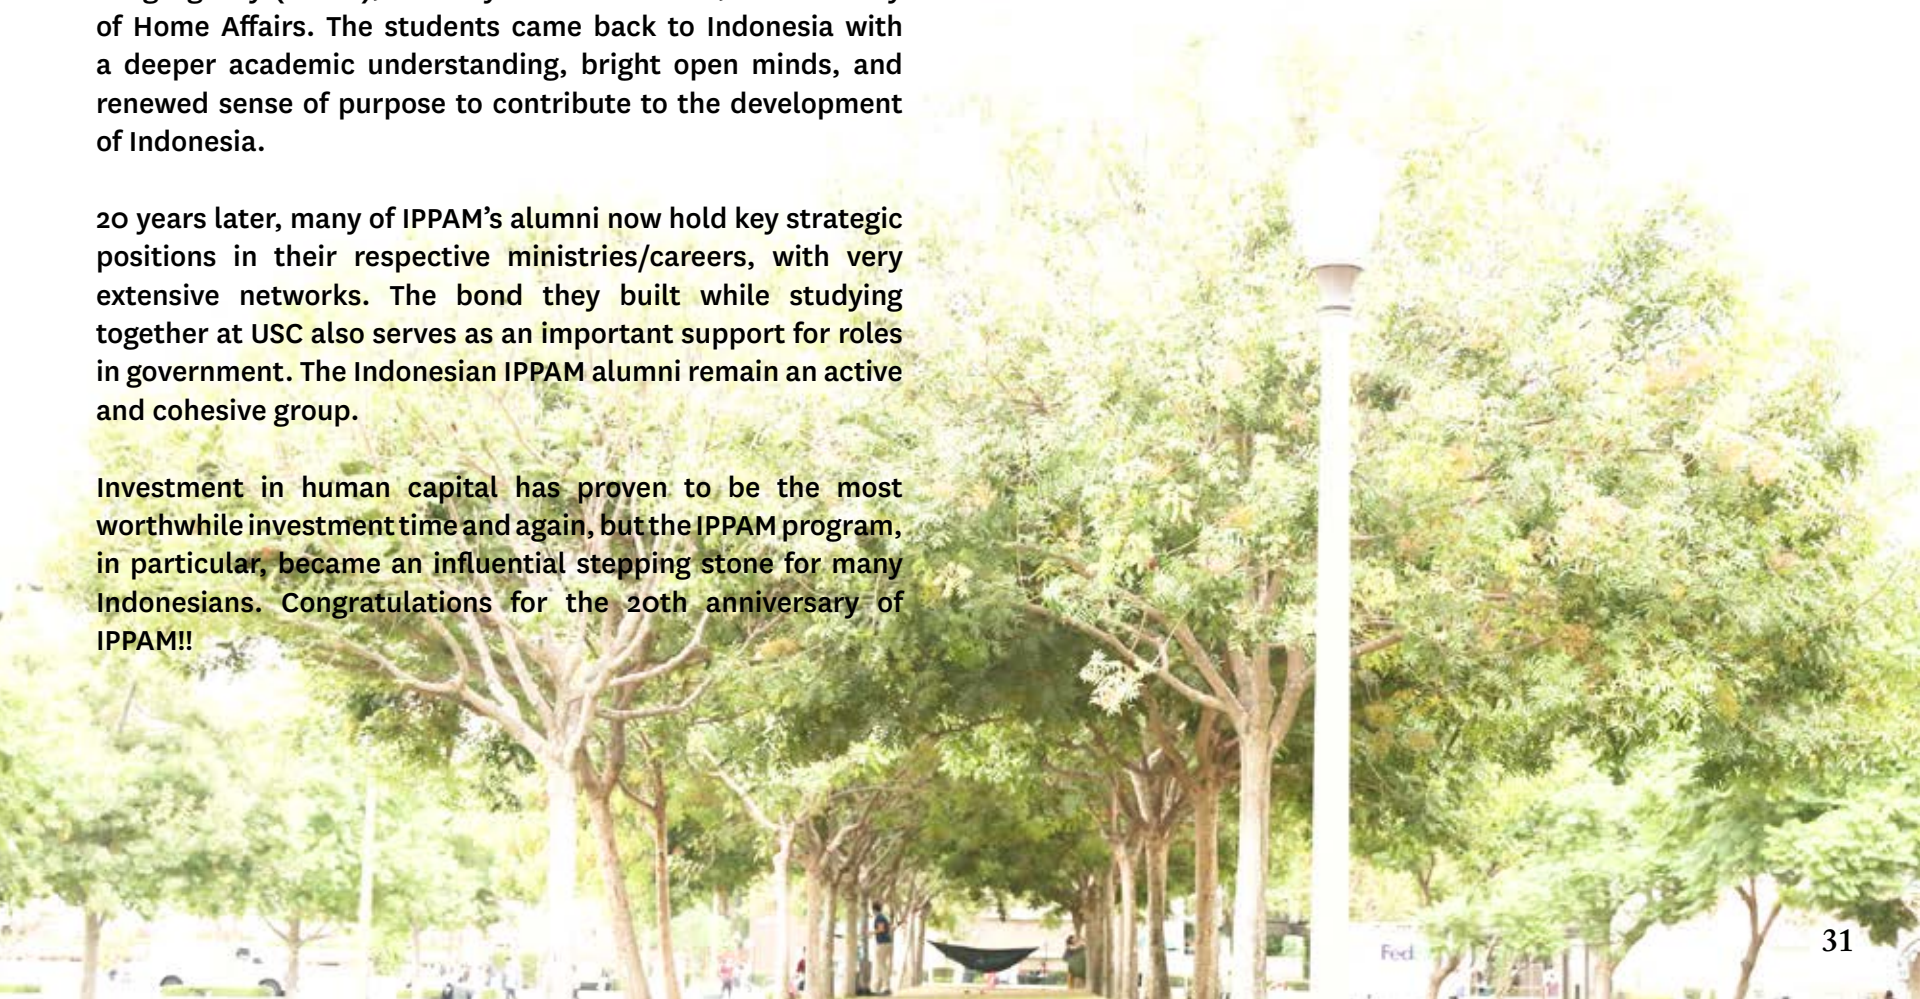 of Home Affairs. The students came back to Indonesia with
a deeper academic understanding, bright open minds, and
renewed sense of purpose to contribute to the development
of Indonesia.
20 years later, many of IPPAM’s alumni now hold key strategic
positions in their respective ministries/careers, with very
extensive networks. The bond they built while studying
together at USC also serves as an important support for roles
in government. The Indonesian IPPAM alumni remain an active
and cohesive group.
Investment in human capital has proven to be the most
worthwhile investment time and again, but the IPPAM program,
in particular, became an influential stepping stone for many
Indonesians. Congratulations for the 20th anniversary of
IPPAM!!
Fed
31